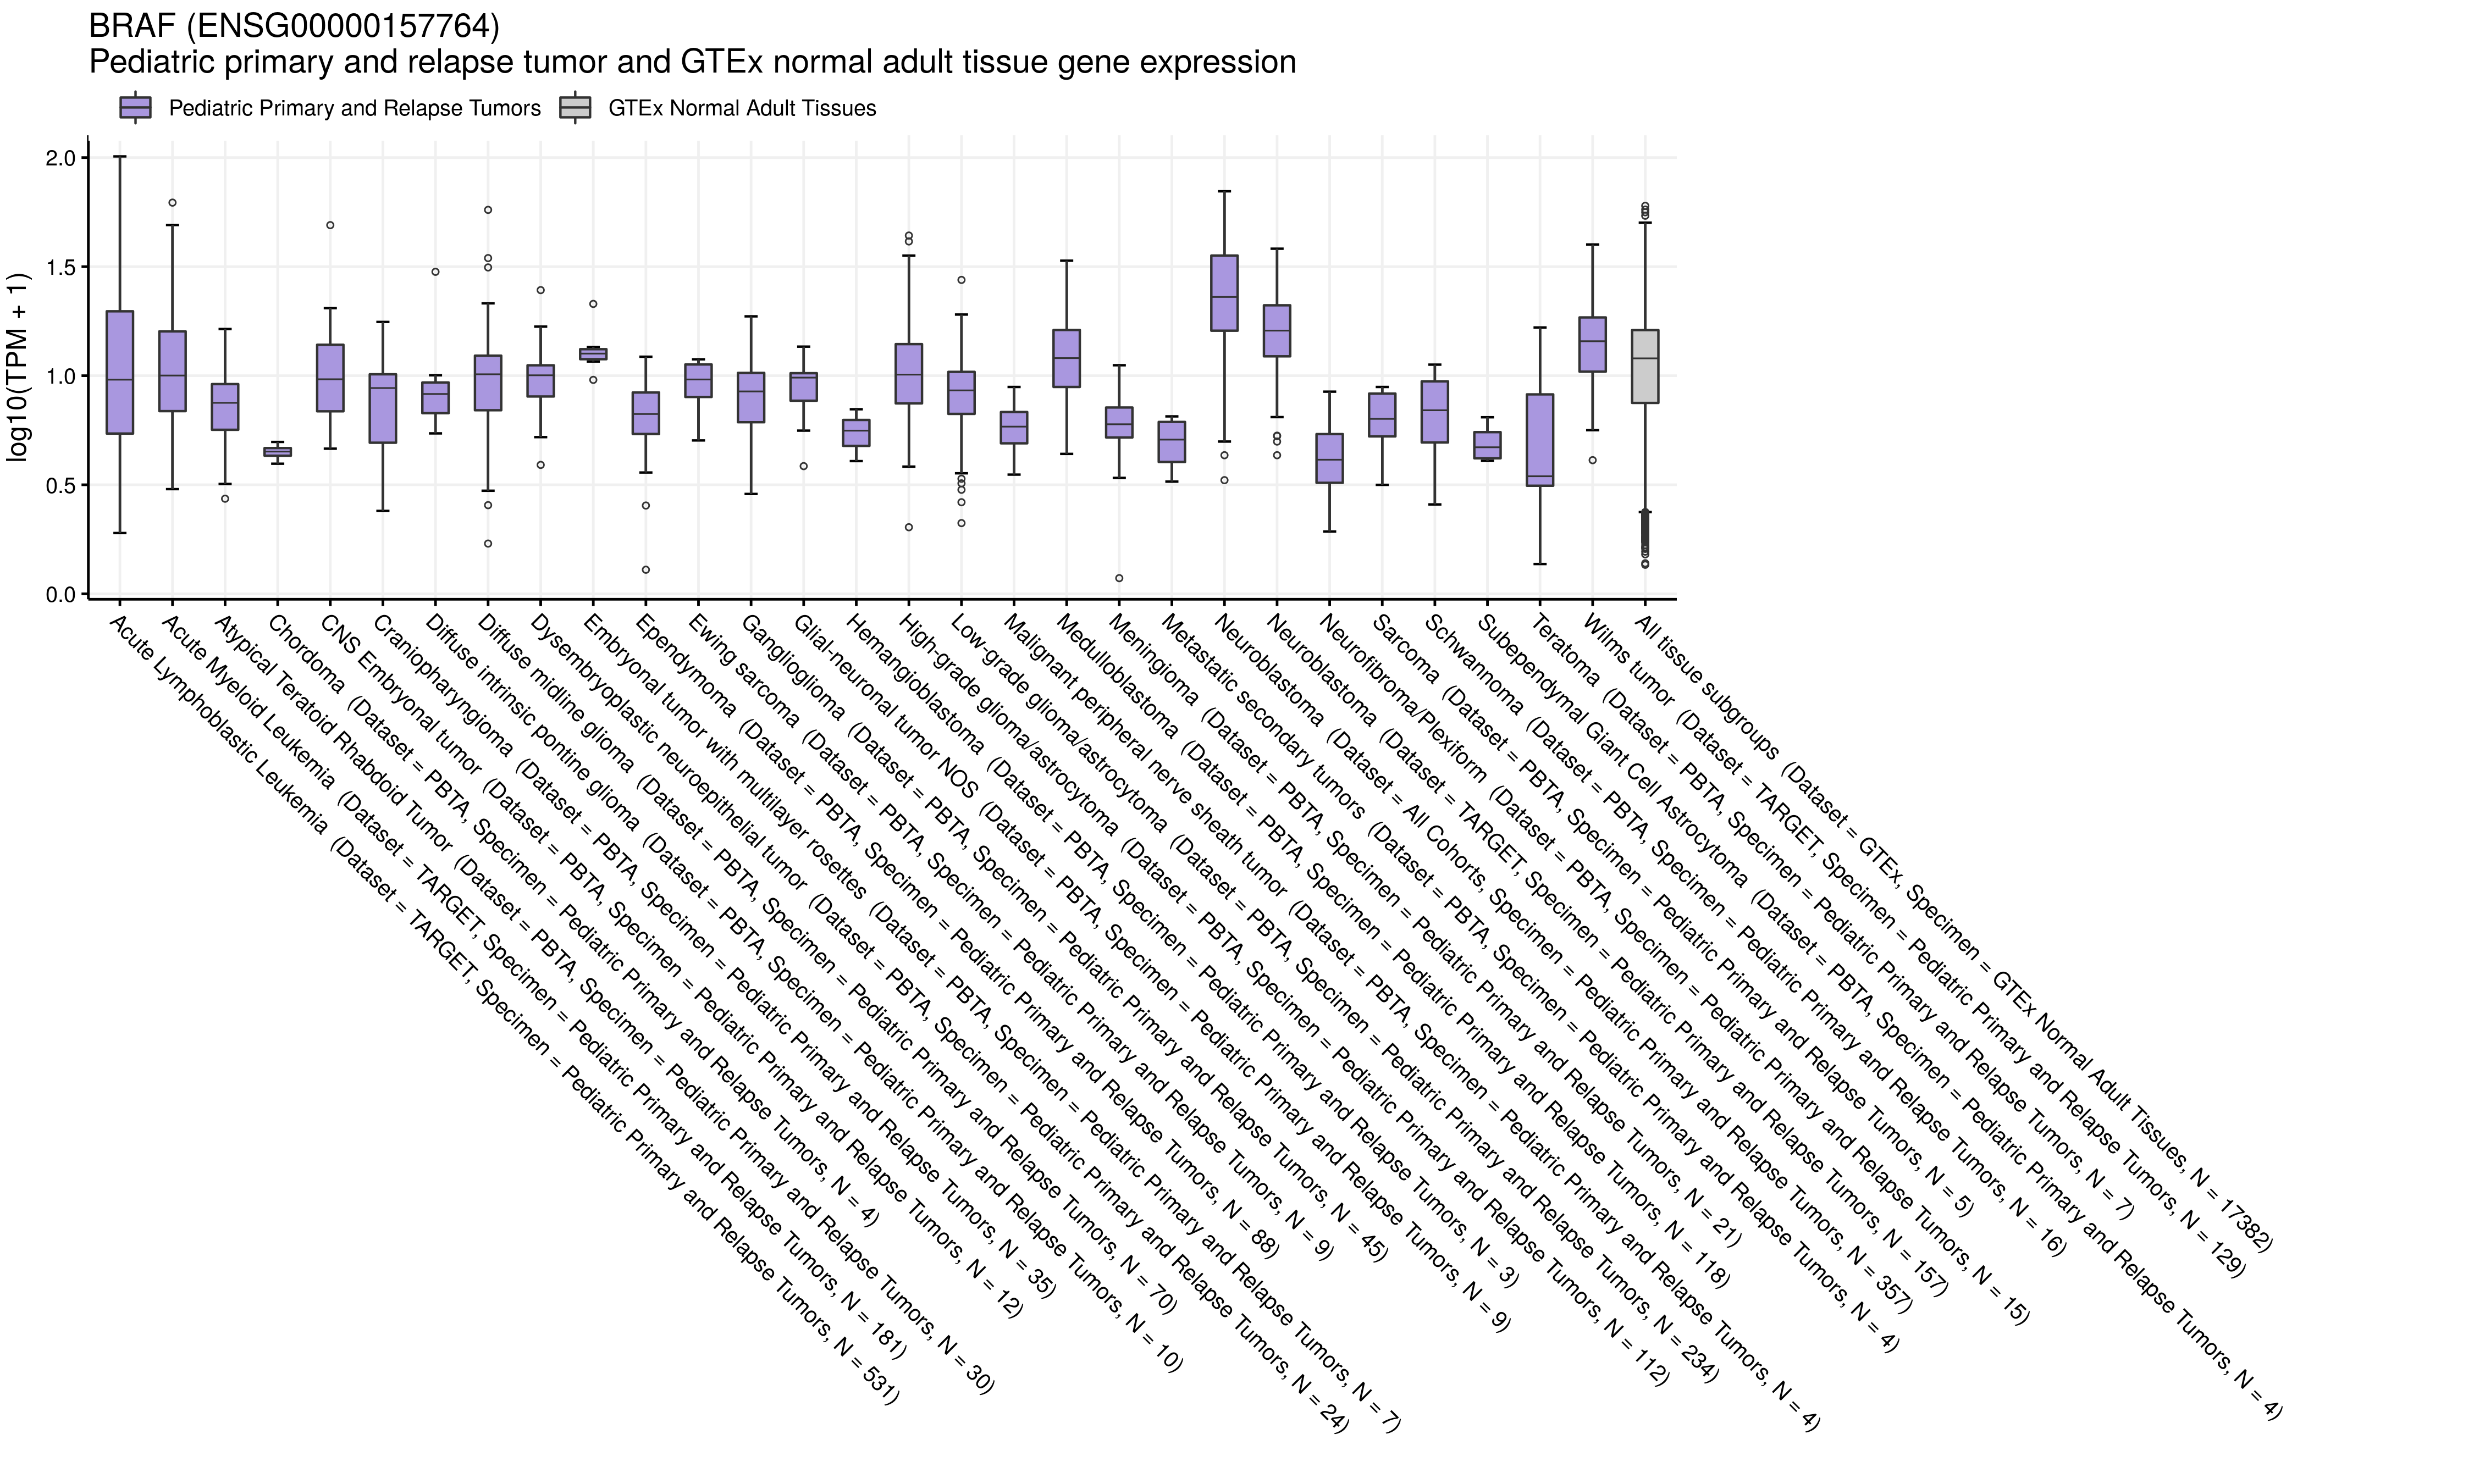 BRAF (ENSG00000157764)
Pediatric primary and relapse tumor and GTEx normal adult tissue gene expression
Pediatric Primary and Relapse Tumors
GTEx Normal Adult Tissues
log10(TPM + 1)
2.0
1.5
1.0
0.5
0.0
Acute Lymphoblastic Leukemia (Dataset = TARGET, Specimen = Pediatric Primary and Relapse Tumors, N = 531)
Acute Myeloid Leukemia (Dataset = TARGET, Specimen = Pediatric Primary and Relapse Tumors, N = 181)
Atypical Teratoid Rhabdoid Tumor (Dataset = PBTA, Specimen = Pediatric Primary and Relapse Tumors, N = 30)
Chordoma (Dataset = PBTA, Specimen = Pediatric Primary and Relapse Tumors, N = 4)
CNS Embryonal tumor (Dataset = PBTA, Specimen = Pediatric Primary and Relapse Tumors, N = 12)
Craniopharyngioma (Dataset = PBTA, Specimen = Pediatric Primary and Relapse Tumors, N = 35)
Diffuse intrinsic pontine glioma (Dataset = PBTA, Specimen = Pediatric Primary and Relapse Tumors, N = 10)
Diffuse midline glioma (Dataset = PBTA, Specimen = Pediatric Primary and Relapse Tumors, N = 70)
Dysembryoplastic neuroepithelial tumor (Dataset = PBTA, Specimen = Pediatric Primary and Relapse Tumors, N = 24)
Embryonal tumor with multilayer rosettes (Dataset = PBTA, Specimen = Pediatric Primary and Relapse Tumors, N = 7)
Ependymoma (Dataset = PBTA, Specimen = Pediatric Primary and Relapse Tumors, N = 88)
Ewing sarcoma (Dataset = PBTA, Specimen = Pediatric Primary and Relapse Tumors, N = 9)
Ganglioglioma (Dataset = PBTA, Specimen = Pediatric Primary and Relapse Tumors, N = 45)
Glial-neuronal tumor NOS (Dataset = PBTA, Specimen = Pediatric Primary and Relapse Tumors, N = 9)
Hemangioblastoma (Dataset = PBTA, Specimen = Pediatric Primary and Relapse Tumors, N = 3)
High-grade glioma/astrocytoma (Dataset = PBTA, Specimen = Pediatric Primary and Relapse Tumors, N = 112)
Low-grade glioma/astrocytoma (Dataset = PBTA, Specimen = Pediatric Primary and Relapse Tumors, N = 234)
Malignant peripheral nerve sheath tumor (Dataset = PBTA, Specimen = Pediatric Primary and Relapse Tumors, N = 4)
Medulloblastoma (Dataset = PBTA, Specimen = Pediatric Primary and Relapse Tumors, N = 118)
Meningioma (Dataset = PBTA, Specimen = Pediatric Primary and Relapse Tumors, N = 21)
Metastatic secondary tumors (Dataset = PBTA, Specimen = Pediatric Primary and Relapse Tumors, N = 4)
Neuroblastoma (Dataset = All Cohorts, Specimen = Pediatric Primary and Relapse Tumors, N = 357)
Neuroblastoma (Dataset = TARGET, Specimen = Pediatric Primary and Relapse Tumors, N = 157)
Neurofibroma/Plexiform (Dataset = PBTA, Specimen = Pediatric Primary and Relapse Tumors, N = 15)
Sarcoma (Dataset = PBTA, Specimen = Pediatric Primary and Relapse Tumors, N = 5)
Schwannoma (Dataset = PBTA, Specimen = Pediatric Primary and Relapse Tumors, N = 16)
Subependymal Giant Cell Astrocytoma (Dataset = PBTA, Specimen = Pediatric Primary and Relapse Tumors, N = 4)
Teratoma (Dataset = PBTA, Specimen = Pediatric Primary and Relapse Tumors, N = 7)
Wilms tumor (Dataset = TARGET, Specimen = Pediatric Primary and Relapse Tumors, N = 129)
All tissue subgroups (Dataset = GTEx, Specimen = GTEx Normal Adult Tissues, N = 17382)